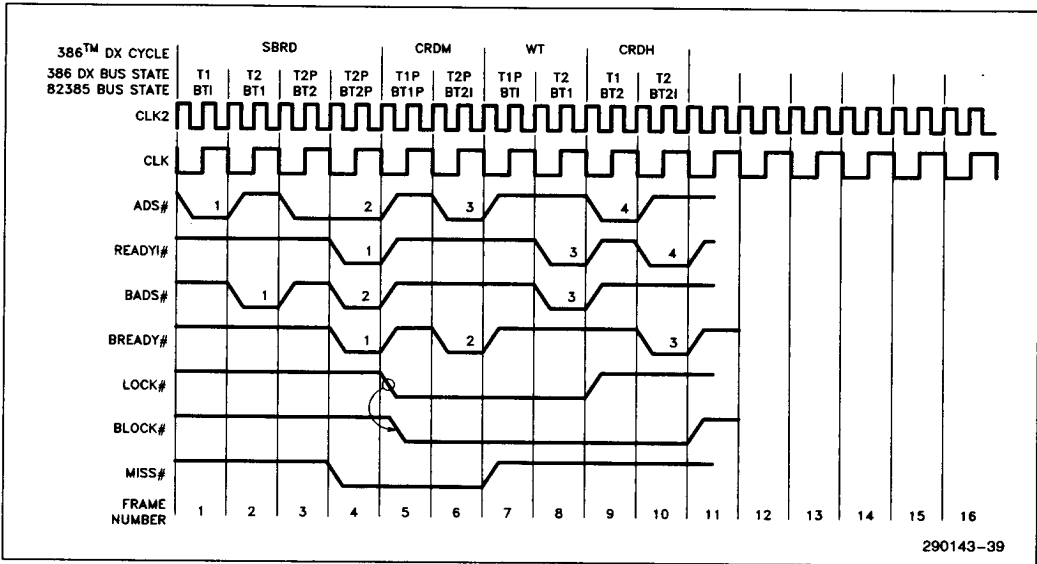 386™ DX CYCLE SBRD CRDM WT CRDH
386 DX BUS STATE T1 T2 T2P T2P T1P T2P T1P T2 T1 T2
82385 BUS STATE BTI BT1 BT2 BT2P BT1P BT2I BTI BT1 BT2 BT2I
CLK2
CLK
ADS# 1 2 3 4
READYI# 1 3 4
BADS# 1 2 3
BREADY# 1 2 3
LOCK#
BLOCK#
MISS#
FRAME
NUMBER 1 2 3 4 5 6 7 8 9 10 11 12 13 14 15 16
290143-39